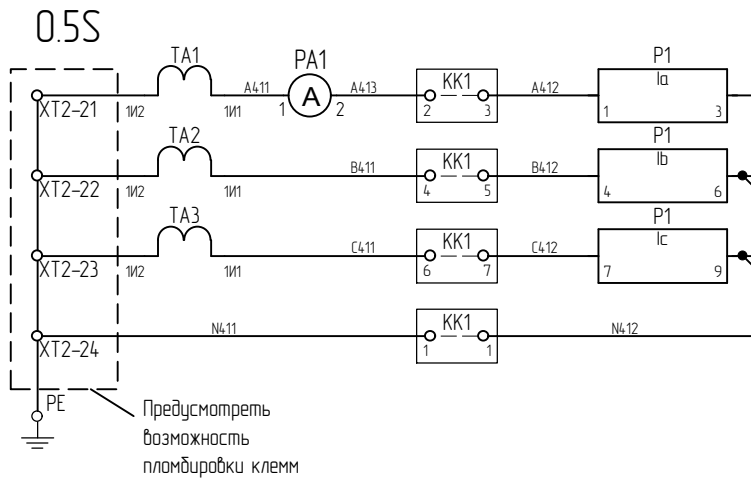 0.5S
TA1
PA1
KK1
P1
A411
A413
A412
Ia
A
XT2-21
1И2
1И1
1
2
2
3
1
3
TA2
KK1
P1
B411
B412
Ib
XT2-22
1И2
1И1
4
5
4
6
TA3
KK1
P1
C411
C412
Ic
XT2-23
1И2
1И1
6
7
7
9
N411
KK1
N412
XT2-24
1
1
PE
Предусмотреть
возможность
пломбировки клемм